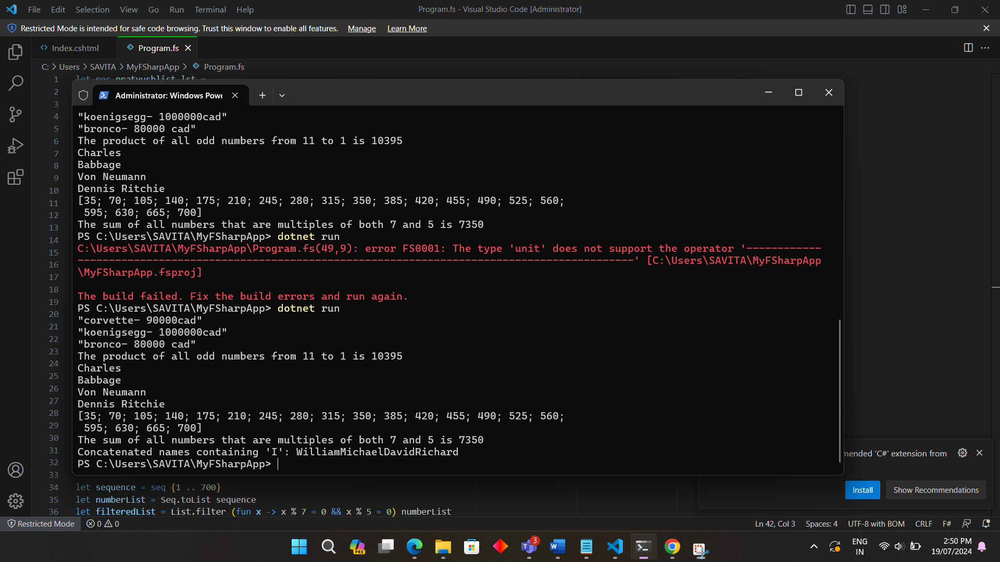 File Edit Selection View Go Run Terminal Help Program.fs - Visual Studio Code [Administrator]
Restricted Mode is intended for safe code browsing. Trust this window to enable all features. Manage Learn More
Index.cshtml Program.fs
C: > Users > SAVITA > MyFSharpApp > Program.fs
1 let rec ppatyushlist lst =
2
3
4
5
6
7
8
9
10
11
12
13
14
15
16
17
18
19
20
21
22
23
24
25
26
27
28
29
30
31
32
33
34 let sequence = seq {1 .. 700}
35 let numberList = Seq.toList sequence
36 let filteredList = List.filter (fun x -> x % 7 = 0 && x % 5 = 0) numberList
Administrator: Windows Powe
"koenigsegg- 1000000cad"
"bronco- 80000 cad"
The product of all odd numbers from 11 to 1 is 10395
Charles
Babbage
Von Neumann
Dennis Ritchie
[35; 70; 105; 140; 175; 210; 245; 280; 315; 350; 385; 420; 455; 490; 525; 560;
595; 630; 665; 700]
The sum of all numbers that are multiples of both 7 and 5 is 7350
PS C:\Users\SAVITA\MyFSharpApp> dotnet run
C:\Users\SAVITA\MyFSharpApp\Program.fs(49,9): error FS0001: The type 'unit' does not support the operator '------------
-----------------------------------------------------------------------------------------' [C:\Users\SAVITA\MyFSharpApp
\MyFSharpApp.fsproj]
The build failed. Fix the build errors and run again.
PS C:\Users\SAVITA\MyFSharpApp> dotnet run
"corvette- 90000cad"
"koenigsegg- 1000000cad"
"bronco- 80000 cad"
The product of all odd numbers from 11 to 1 is 10395
Charles
Babbage
Von Neumann
Dennis Ritchie
[35; 70; 105; 140; 175; 210; 245; 280; 315; 350; 385; 420; 455; 490; 525; 560;
595; 630; 665; 700]
The sum of all numbers that are multiples of both 7 and 5 is 7350
Concatenated names containing 'I': WilliamMichaelDavidRichard
PS C:\Users\SAVITA\MyFSharpApp>
mended 'C#' extension from
Install Show Recommendations
Restricted Mode 0 0 Ln 42, Col 3 Spaces: 4 UTF-8 with BOM CRLF F#
PRE 3 ENG IN 2:50 PM
19/07/2024